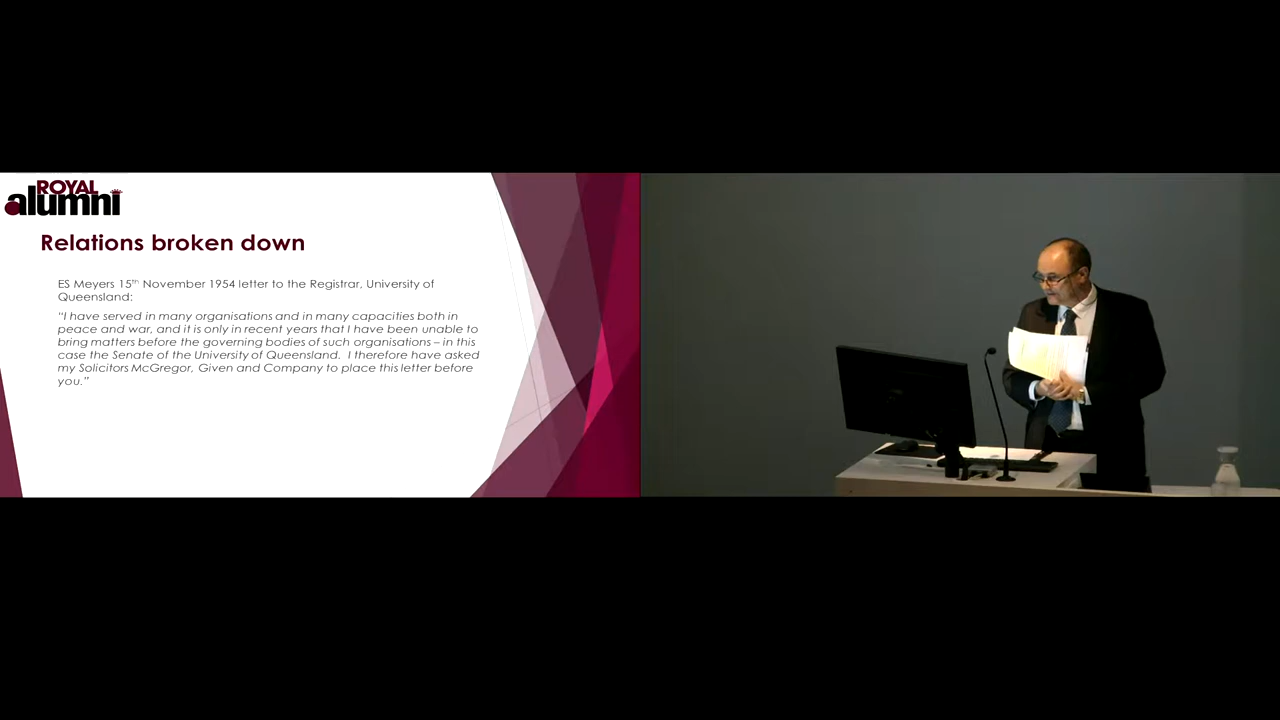 ROYAL
alumni
Relations broken down
ES Meyers 15th November 1954 letter to the Registrar, University of
Queensland:
“I have served in many organisations and in many capacities both in
peace and war, and it is only in recent years that I have been unable to
bring matters before the governing bodies of such organisations – in this
case the Senate of the University of Queensland.  I therefore have asked
my Solicitors McGregor, Given and Company to place this letter before
you.”